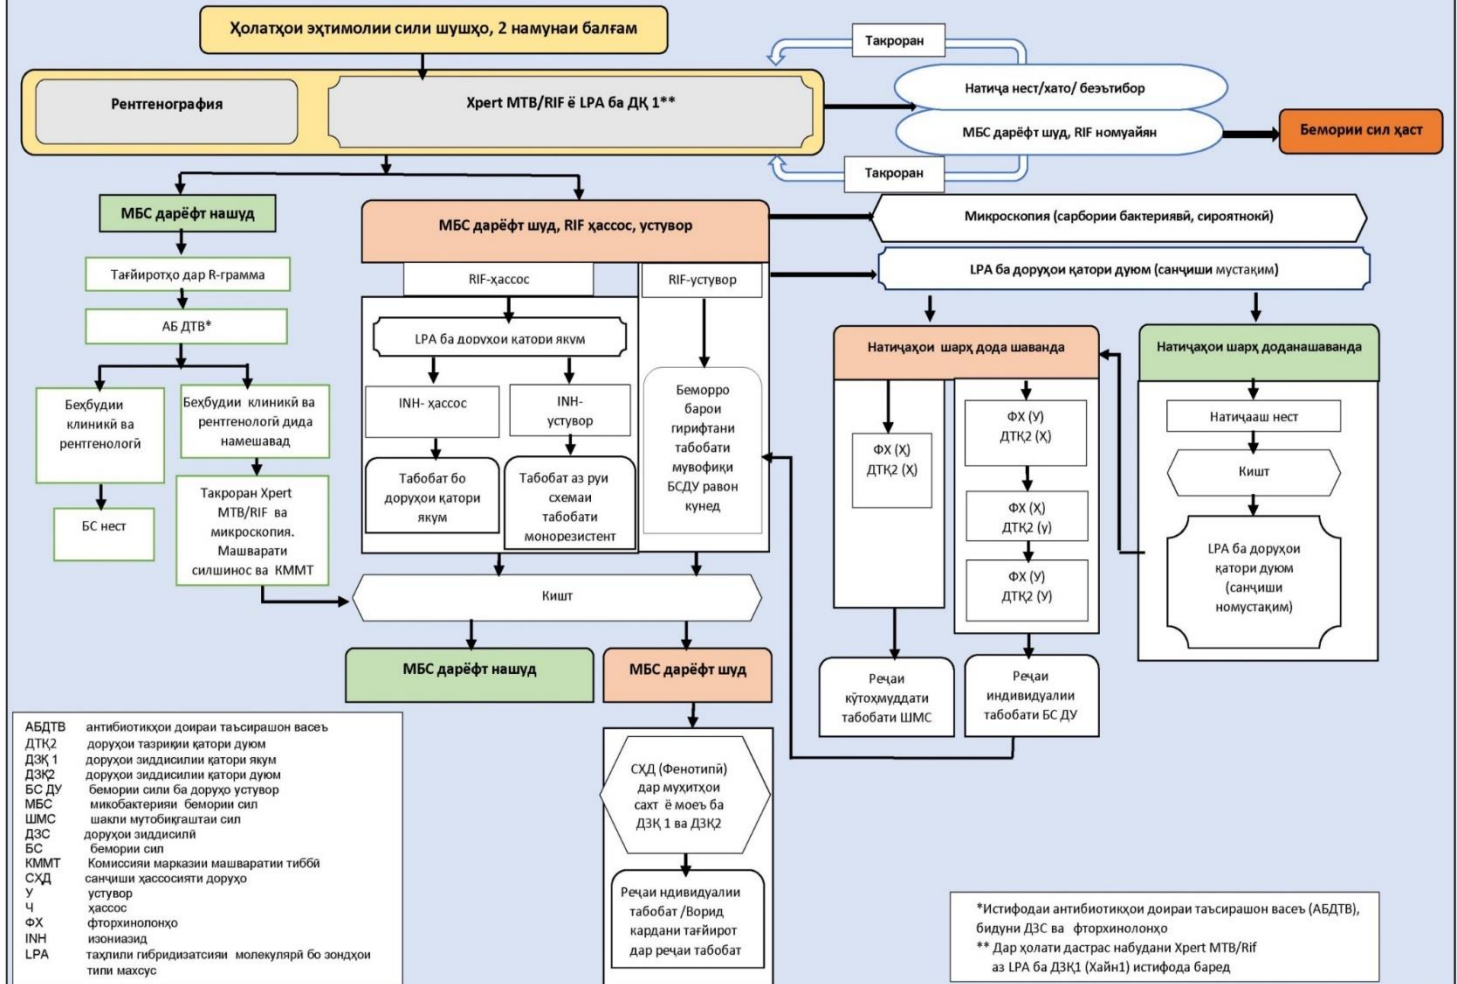 Ҳолатҳои эҳтимолии сили шушҳо, 2 намунаи балғам
Рентгенография
Xpert MTB/RIF ё LPA ба ДҚ 1**
Такроран
Натиҷа нест/хато/ беэътибор
МБС дарёфт шуд, RIF номуайян
Такроран
Бемории сил ҳаст
МБС дарёфт нашуд
Тағйиротҳо дар R-грамма
АБ ДТВ*
Беҳбудии
клиникӣ ва
рентгенологӣ
БС нест
Беҳбудии клиникӣ ва
рентгенологӣ дида
намешавад
Такроран Xpert
MTB/RIF ва
микроскопия.
Машварати
силшинос ва КММТ
МБС дарёфт шуд, RIF ҳассос, устувор
RIF-ҳассос
LPA ба доруҳои қатори якум
INH- ҳассос
Табобат бо
доруҳои қатори
якум
INH-
устувор
Табобат аз руи
схемаи
табобати
монорезистент
RIF-устувор
Беморро
барои
гирифтани
табобати
мувофиқи
БСДУ равон
кунед
Микроскопия (сарбории бактериявӣ, сироятнокӣ)
LPA ба доруҳои қатори дуюм (санҷиши мустақим)
Натиҷаҳои шарҳ дода шаванда
ФХ (Ҳ)
ДТҚ2 (Ҳ)
Реҷаи
кӯтоҳмуддати
табобати ШМС
ФХ (У)
ДТҚ2 (Ҳ)
ФХ (Ҳ)
ДТҚ2 (у)
ФХ (У)
ДТҚ2 (У)
Реҷаи
индивидуалии
табобати БС ДУ
Натиҷаҳои шарҳ доданашаванда
Натиҷааш нест
Кишт
LPA ба доруҳои
қатори дуюм
(санҷиши
номустақим)
Кишт
МБС дарёфт нашуд
МБС дарёфт шуд
СҲД (Фенотипӣ)
дар муҳитҳои
сахт ё моеъ ба
ДЗҚ 1 ва ДЗҚ2
Реҷаи ндивидуалии
табобат /Ворид
кардани тағйирот
дар реҷаи табобат
АБДТВ антибиотикҳои доираи таъсирашон васеъ
ДТҚ2 доруҳои тазриқии қатори дуюм
ДЗҚ 1 доруҳои зиддисилии қатори якум
ДЗҚ2 доруҳои зиддисилии қатори дуюм
БС ДУ бемории сили ба доруҳо устувор
МБС микобактерияи бемории сил
ШМС шакли мутобиқгаштаи сил
ДЗС доруҳои зиддисилӣ
БС бемории сил
КММТ Комиссияи марказии машваратии тиббӣ
СҲД санҷиши ҳассосияти доруҳо
У устувор
Ч ҳассос
ФХ фторхинолонҳо
INH изониазид
LPA таҳлили гибридизатсияи молекулярӣ бо зондҳои
типи махсус
*Истифодаи антибиотикҳои доираи таъсирашон васеъ (АБДТВ),
бидуни ДЗС ва фторхинолонҳо
** Дар ҳолати дастрас набудани Xpert MTB/Rif
аз LPA ба ДЗҚ1 (Хайн1) истифода баред